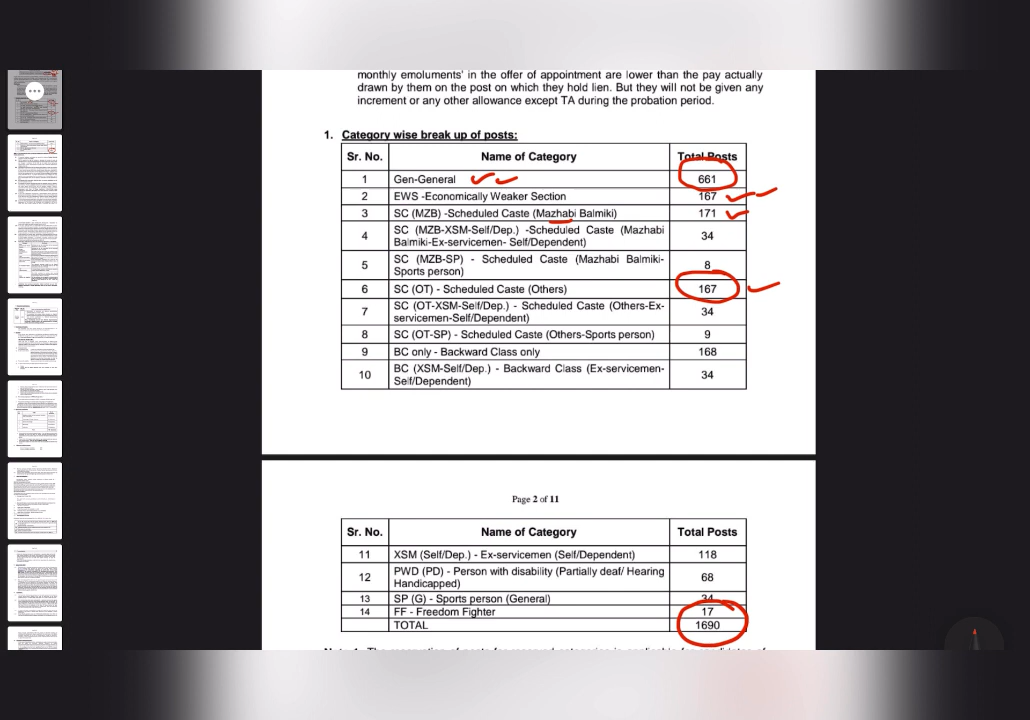 monthly emoluments' in the offer of appointment are lower than the pay actually
drawn by them on the post on which they hold lien. But they will not be given any
increment or any other allowance except TA during the probation period.
1. Category wise break up of posts:
Sr. No. Name of Category Total Posts
1 Gen-General 661
2 EWS -Economically Weaker Section 167
3 SC (MZB) -Scheduled Caste (Mazhabi Balmiki) 171
4 SC (MZB-XSM-Self/Dep.) -Scheduled Caste (Mazhabi
Balmiki-Ex-servicemen- Self/Dependent) 34
5 SC (MZB-SP) - Scheduled Caste (Mazhabi Balmiki-
Sports person) 8
6 SC (OT) - Scheduled Caste (Others) 167
7 SC (OT-XSM-Self/Dep.) - Scheduled Caste (Others-Ex-
servicemen-Self/Dependent) 34
8 SC (OT-SP) - Scheduled Caste (Others-Sports person) 9
9 BC only - Backward Class only 168
10 BC (XSM-Self/Dep.) - Backward Class (Ex-servicemen-
Self/Dependent) 34
Page 2 of 11
Sr. No. Name of Category Total Posts
11 XSM (Self/Dep.) - Ex-servicemen (Self/Dependent) 118
12 PWD (PD) - Person with disability (Partially deaf/ Hearing
Handicapped) 68
13 SP (G) - Sports person (General) 34
14 FF - Freedom Fighter 17
TOTAL 1690